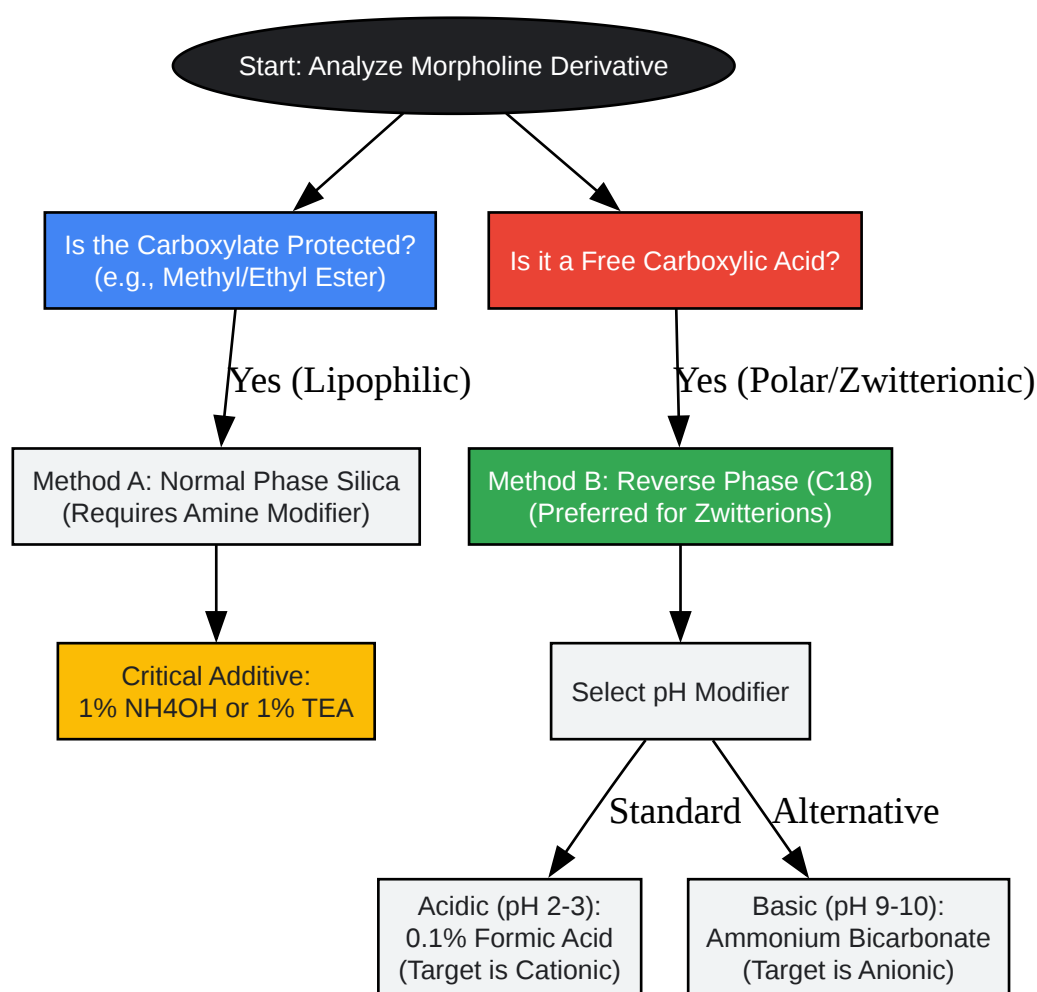 Start: Analyze Morpholine Derivative
Is the Carboxylate Protected?
(e.g., Methyl/Ethyl Ester)
Is it a Free Carboxylic Acid?
Yes (Lipophilic)
Yes (Polar/Zwitterionic)
Method A: Normal Phase Silica
(Requires Amine Modifier)
Method B: Reverse Phase (C18)
(Preferred for Zwitterions)
Critical Additive:
1% NH4OH or 1% TEA
Select pH Modifier
Standard
Alternative
Acidic (pH 2-3):
0.1% Formic Acid
(Target is Cationic)
Basic (pH 9-10):
Ammonium Bicarbonate
(Target is Anionic)